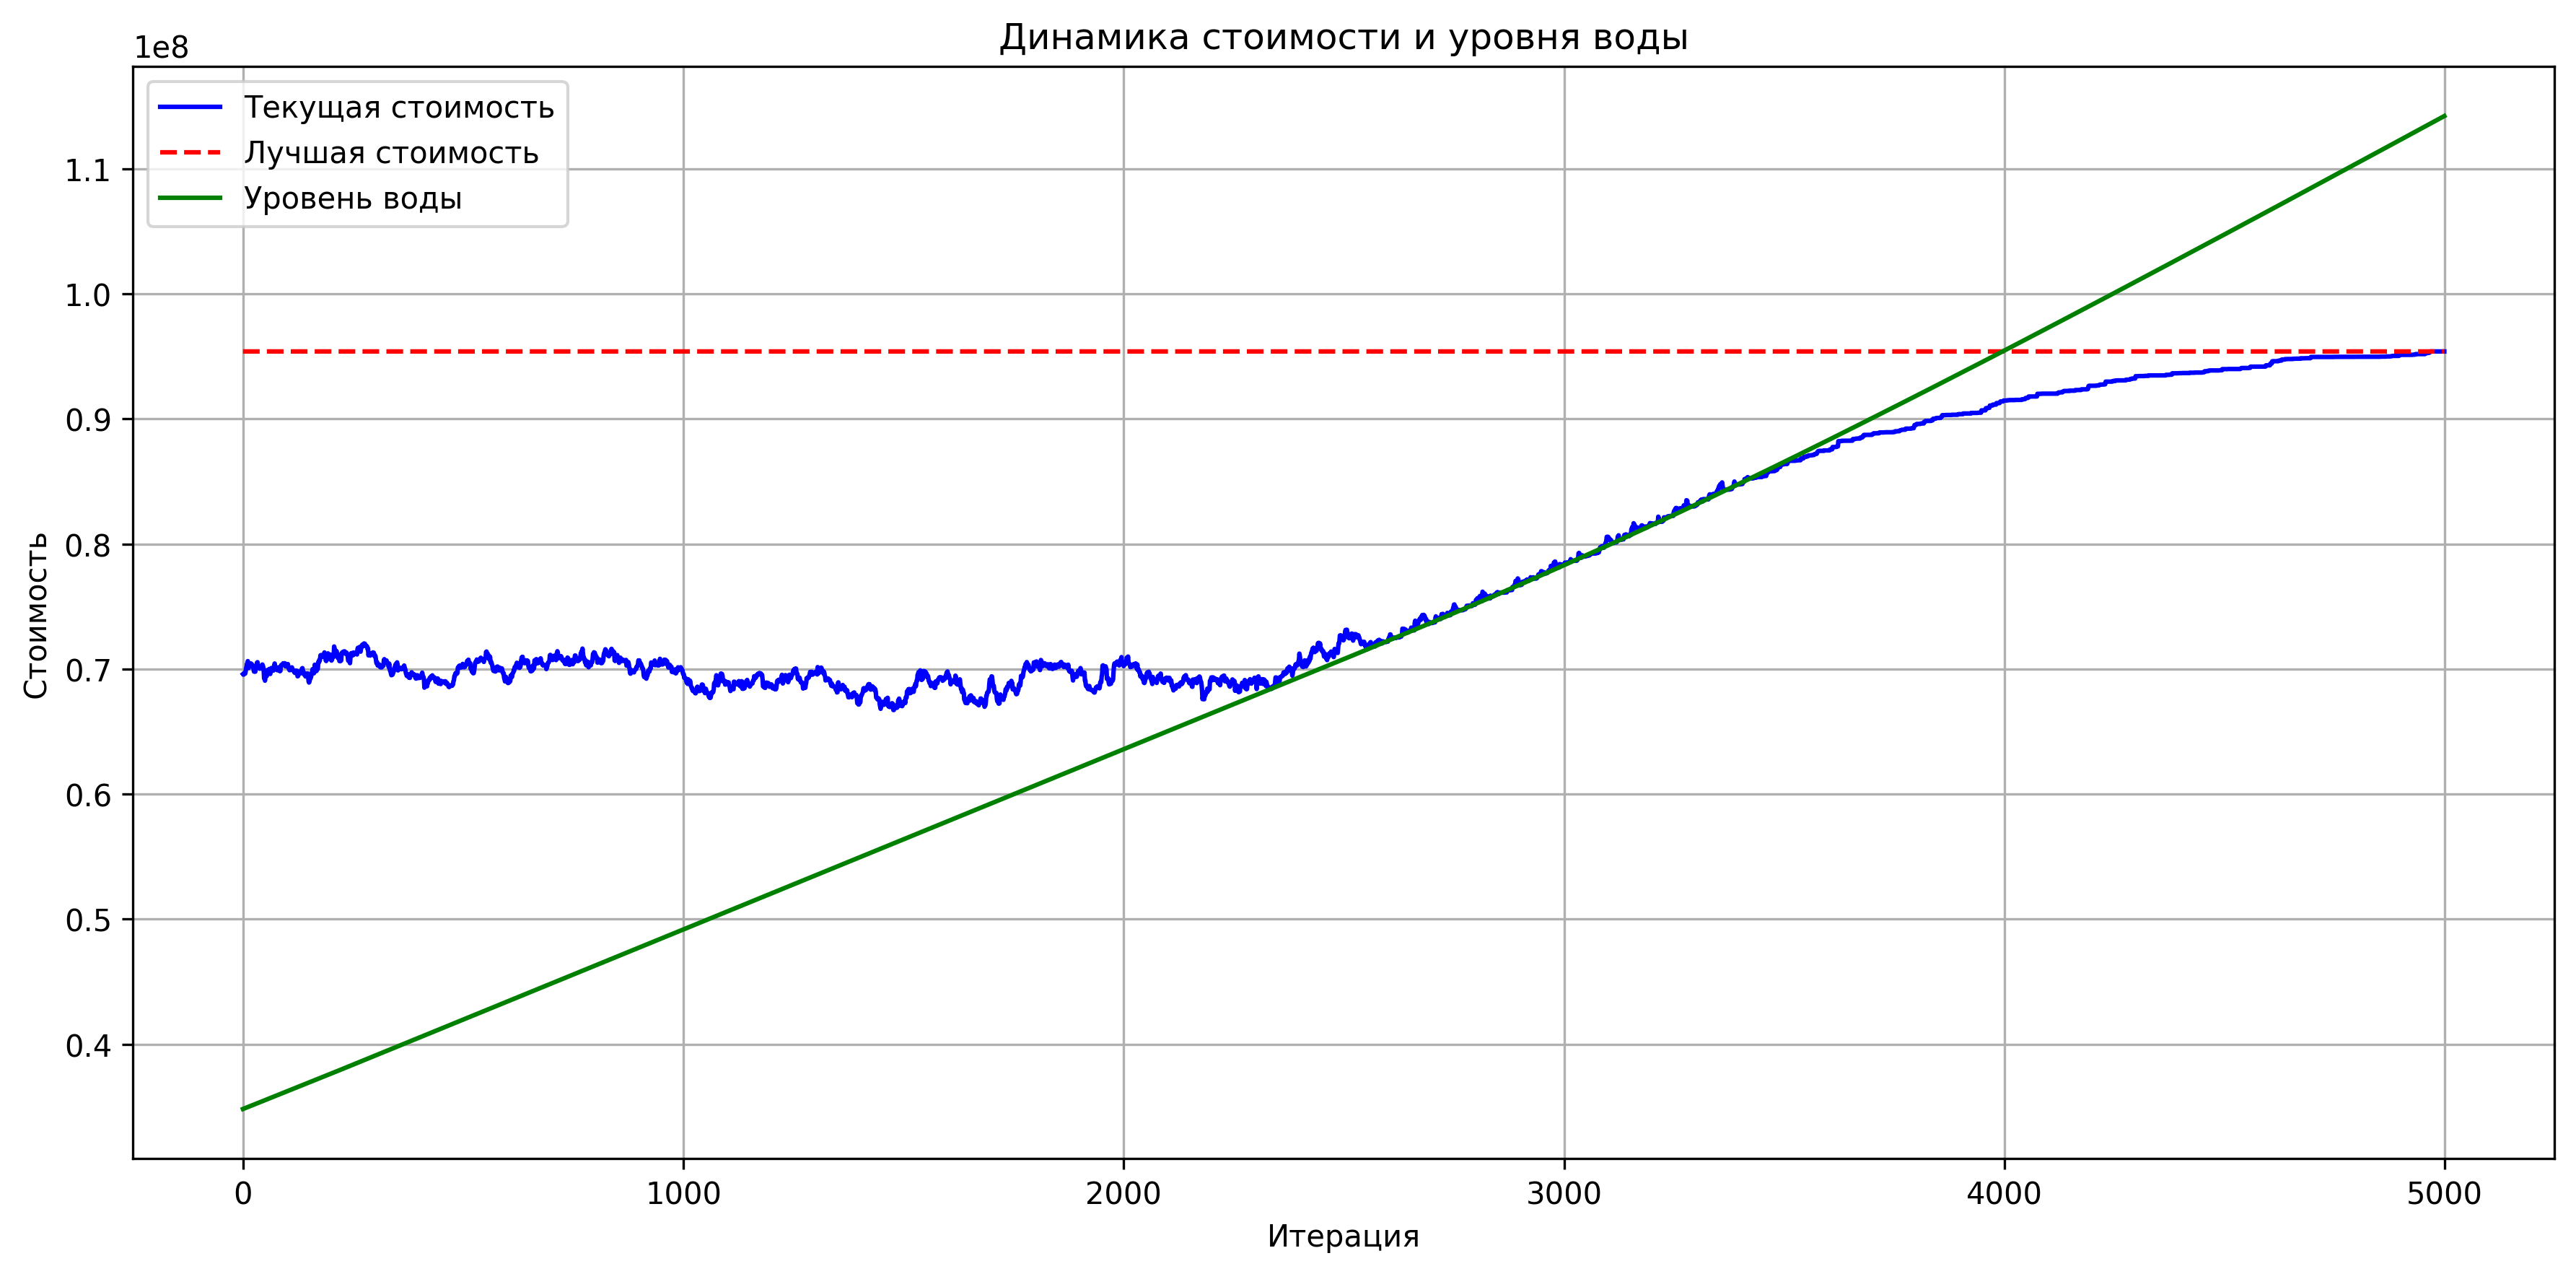 Динамика стоимости и уровня воды
1e8
Текущая стоимость
Лучшая стоимость
Уровень воды
1.1
1.0
0.9
0.8
0.7
0.6
0.5
0.4
Стоимость
0 1000 2000 3000 4000 5000
Итерация